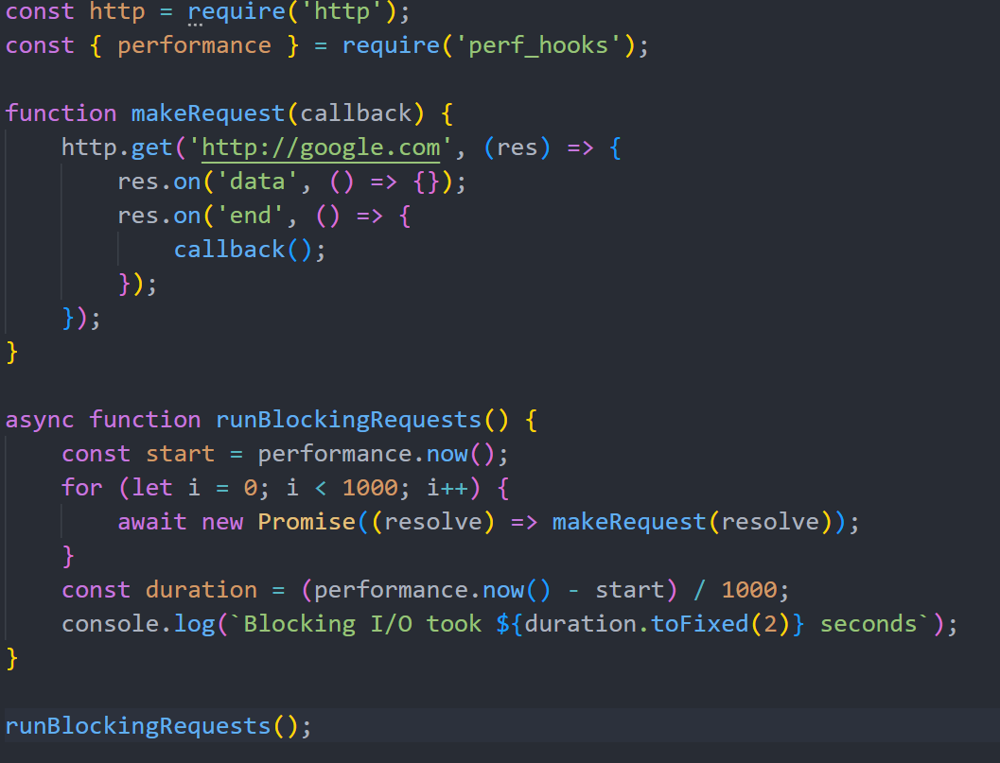 const http = require('http');
const { performance } = require('perf_hooks');

function makeRequest(callback) {
    http.get('http://google.com', (res) => {
        res.on('data', () => {});
        res.on('end', () => {
            callback();
        });
    });
}

async function runBlockingRequests() {
    const start = performance.now();
    for (let i = 0; i < 1000; i++) {
        await new Promise((resolve) => makeRequest(resolve));
    }
    const duration = (performance.now() - start) / 1000;
    console.log(`Blocking I/O took ${duration.toFixed(2)} seconds`);
}

runBlockingRequests();